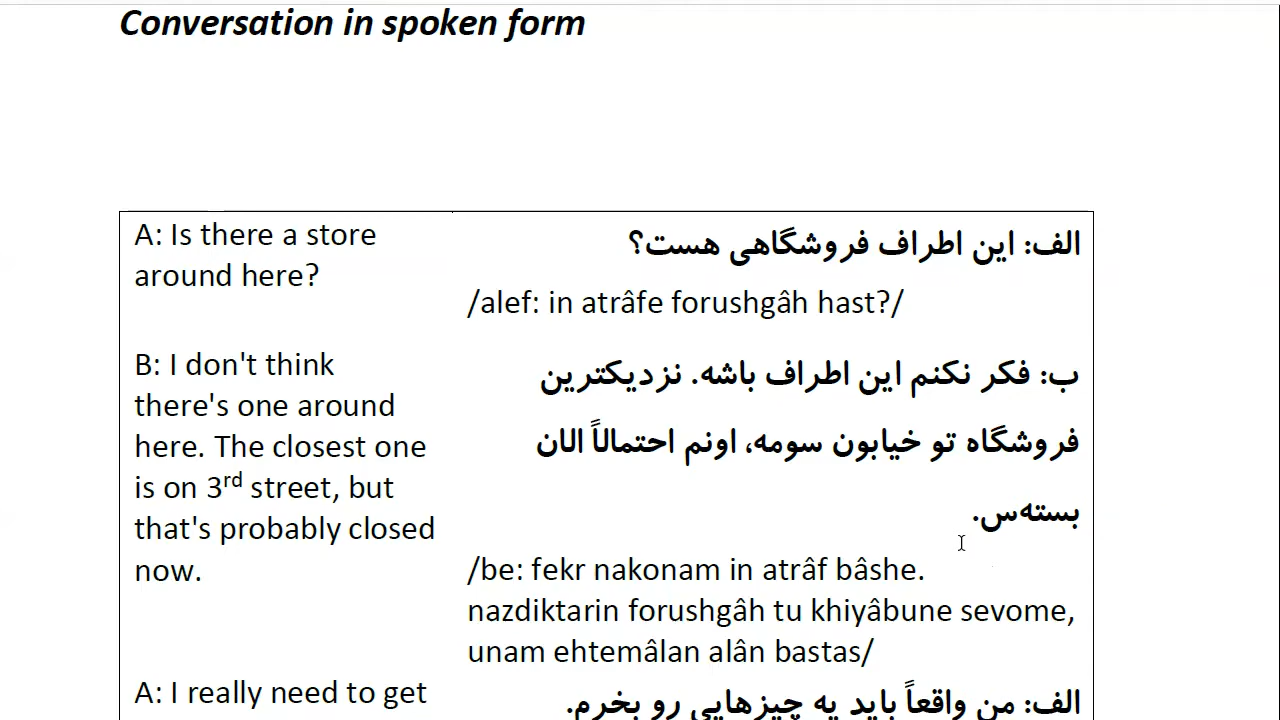 Conversation in spoken form
A: Is there a store
around here?
الف: این اطراف فروشگاهی هست؟
/alef: in atrâfe forushgâh hast?/
B: I don't think
there's one around
here. The closest one
is on 3rd street, but
that's probably closed
now.
ب: فکر نکنم این اطراف باشه. نزدیکترین
فروشگاه تو خیابون سومه، اونم احتمالاً الان
بسته‌س.
/be: fekr nakonam in atrâf bâshe.
nazdiktarin forushgâh tu khiyâbune sevome,
unam ehtemâlan alân bastas/
A: I really need to get
الف: من واقعاً باید یه چیزهایی رو بخرم.